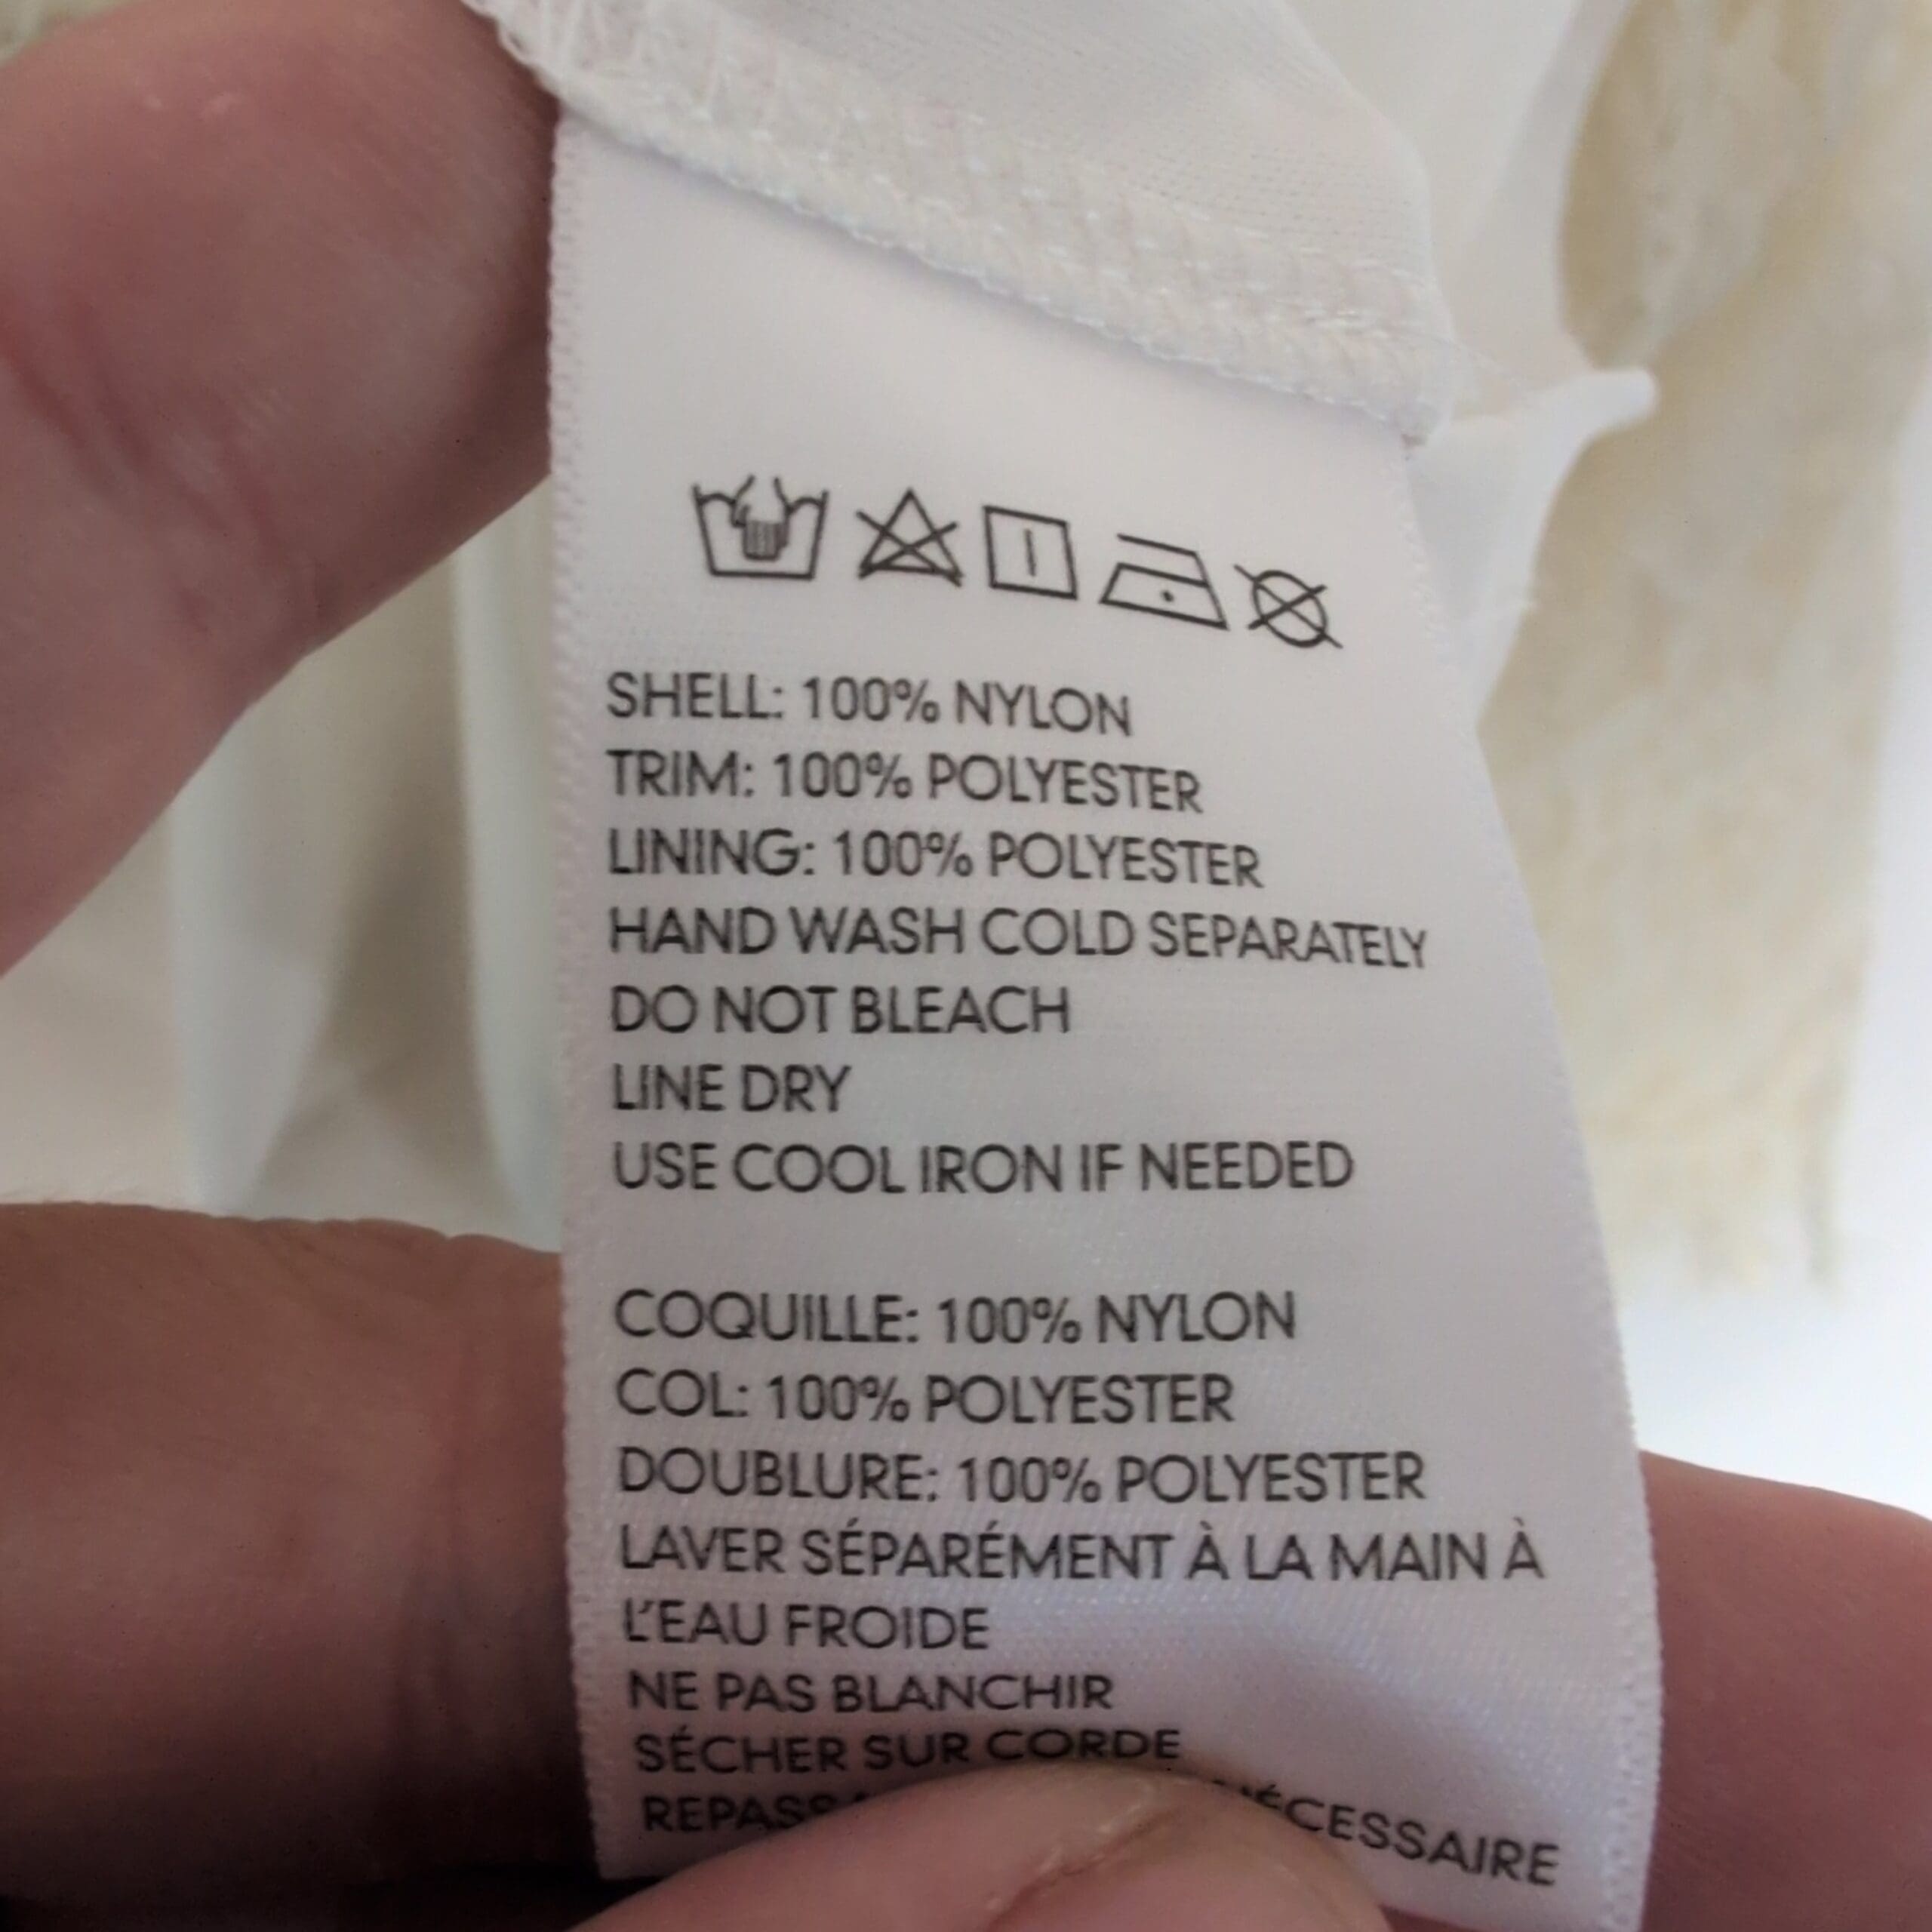 SHELL: 100% NYLON
TRIM: 100% POLYESTER
LINING: 100% POLYESTER
HAND WASH COLD SEPARATELY
DO NOT BLEACH
LINE DRY
USE COOL IRON IF NEEDED
COQUILLE: 100% NYLON
COL: 100% POLYESTER
DOUBLURE: 100% POLYESTER
LAVER SÉPARÉMENT À LA MAIN À
L'EAU FROIDE
NE PAS BLANCHIR
SÉCHER SUR CORDE